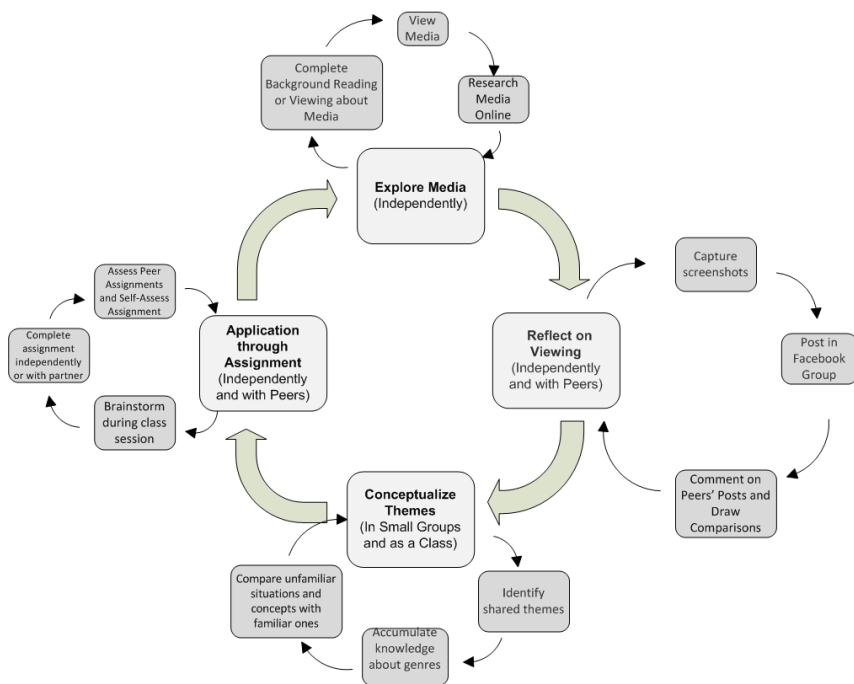 View
Media
Complete
Background Reading
or Viewing about
Media
Research
Media
Online
Explore Media
(Independently)
Capture
screenshots
Assess Peer
Assignments
and Self-Assess
Assignment
Application
through
Assignment
(Independently
and with Peers)
Reflect on
Viewing
(Independently
and with Peers)
Complete
assignment
independently
or with partner
Post in
Facebook
Group
Brainstorm
during class
session
Conceptualize
Themes
(In Small Groups
and as a Class)
Comment on
Peers' Posts and
Draw
Comparisons
Compare unfamiliar
situations and
concepts with
familiar ones
Identify
shared themes
Accumulate
knowledge
about genres